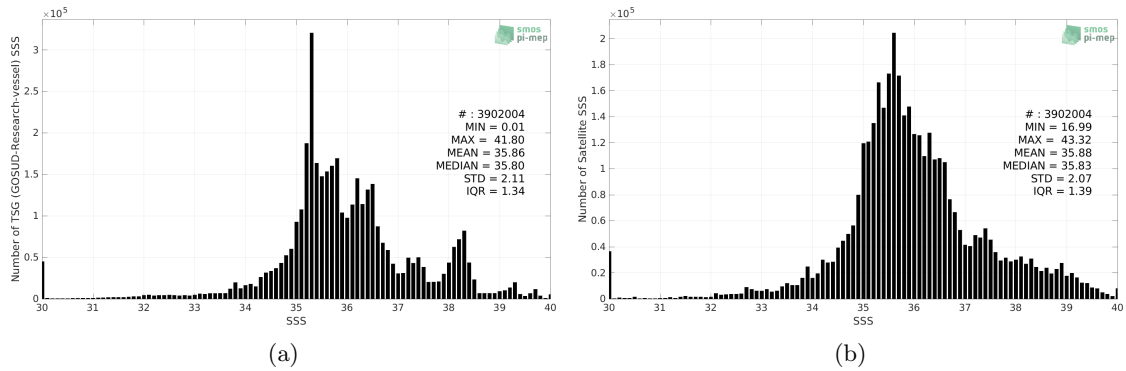 ×10⁵
smos
pi-mep
Number of TSG (GOSUD-Research-vessel) SSS
3
2.5
2
1.5
1
0.5
0
# : 3902004
MIN = 0.01
MAX = 41.80
MEAN = 35.86
MEDIAN = 35.80
STD = 2.11
IQR = 1.34
30 31 32 33 34 35 36 37 38 39 40
SSS
(a)
×10⁵
smos
pi-mep
Number of Satellite SSS
2
1.8
1.6
1.4
1.2
1
0.8
0.6
0.4
0.2
0
# : 3902004
MIN = 16.99
MAX = 43.32
MEAN = 35.88
MEDIAN = 35.83
STD = 2.07
IQR = 1.39
30 31 32 33 34 35 36 37 38 39 40
SSS
(b)